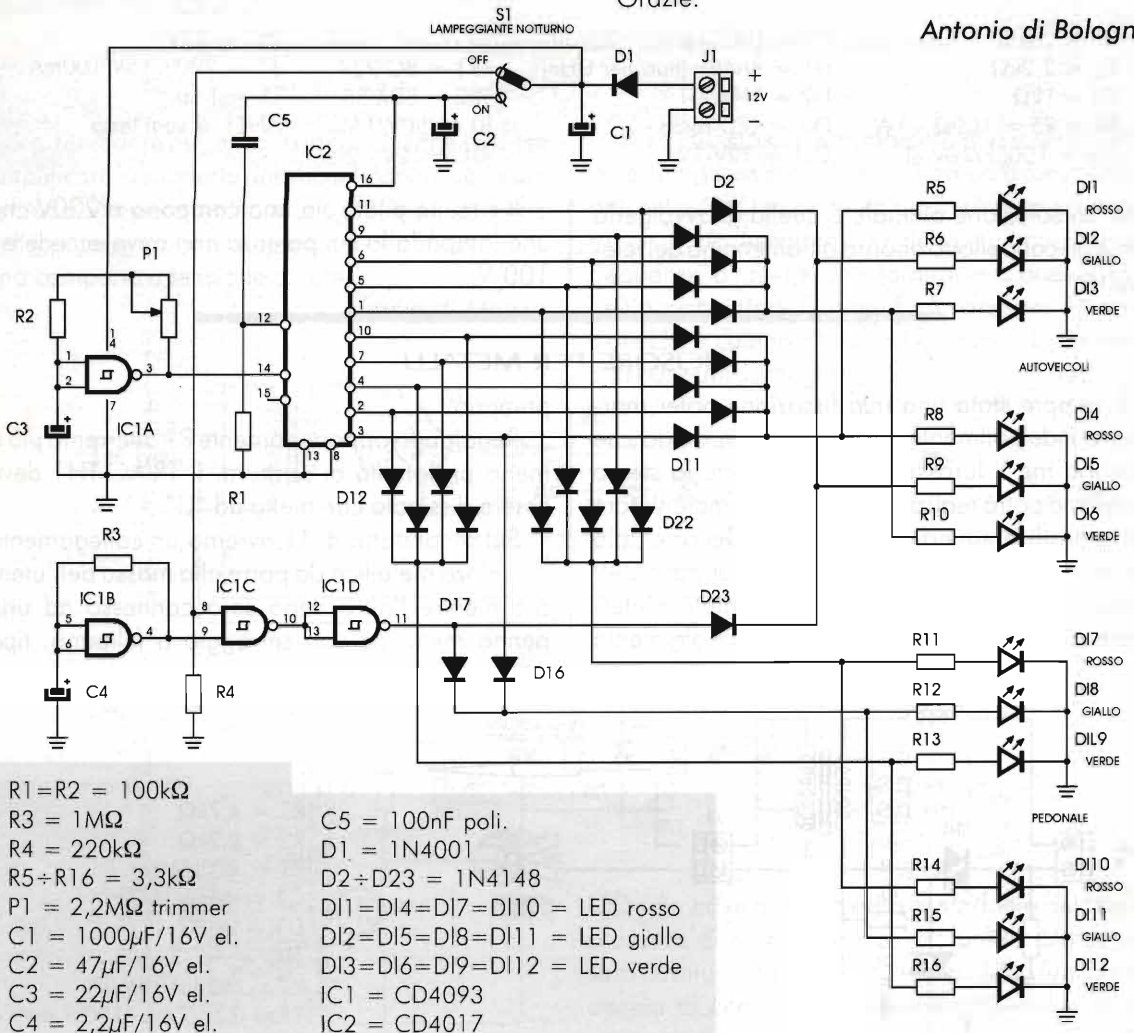 Grazie.
Antonio di Bologn
S1
LAMPEGGIANTE NOTTURNO
OFF
ON
D1
J1
+
12V
−
C5
C2
C1
IC2
16
11
9
6
5
1
10
7
4
2
3
12
14
15
13
8
P1
R2
1
2
4
3
7
C3
IC1A
R1
D2
D11
D12
D22
R3
IC1B
5
6
4
IC1C
8
9
10
IC1D
12
13
11
D17
D16
D23
C4
R4
R5
DI1
ROSSO
R6
DI2
GIALLO
R7
DI3
VERDE
AUTOVEICOLI
R8
DI4
ROSSO
R9
DI5
GIALLO
R10
DI6
VERDE
R11
DI7
ROSSO
R12
DI8
GIALLO
R13
DIL9
VERDE
PEDONALE
R14
DI10
ROSSO
R15
DI11
GIALLO
R16
DI12
VERDE
R1=R2 = 100kΩ
R3 = 1MΩ
R4 = 220kΩ
R5÷R16 = 3,3kΩ
P1 = 2,2MΩ trimmer
C1 = 1000µF/16V el.
C2 = 47µF/16V el.
C3 = 22µF/16V el.
C4 = 2,2µF/16V el.
C5 = 100nF poli.
D1 = 1N4001
D2÷D23 = 1N4148
DI1=DI4=DI7=DI10 = LED rosso
DI2=DI5=DI8=DI11 = LED giallo
DI3=DI6=DI9=DI12 = LED verde
IC1 = CD4093
IC2 = CD4017